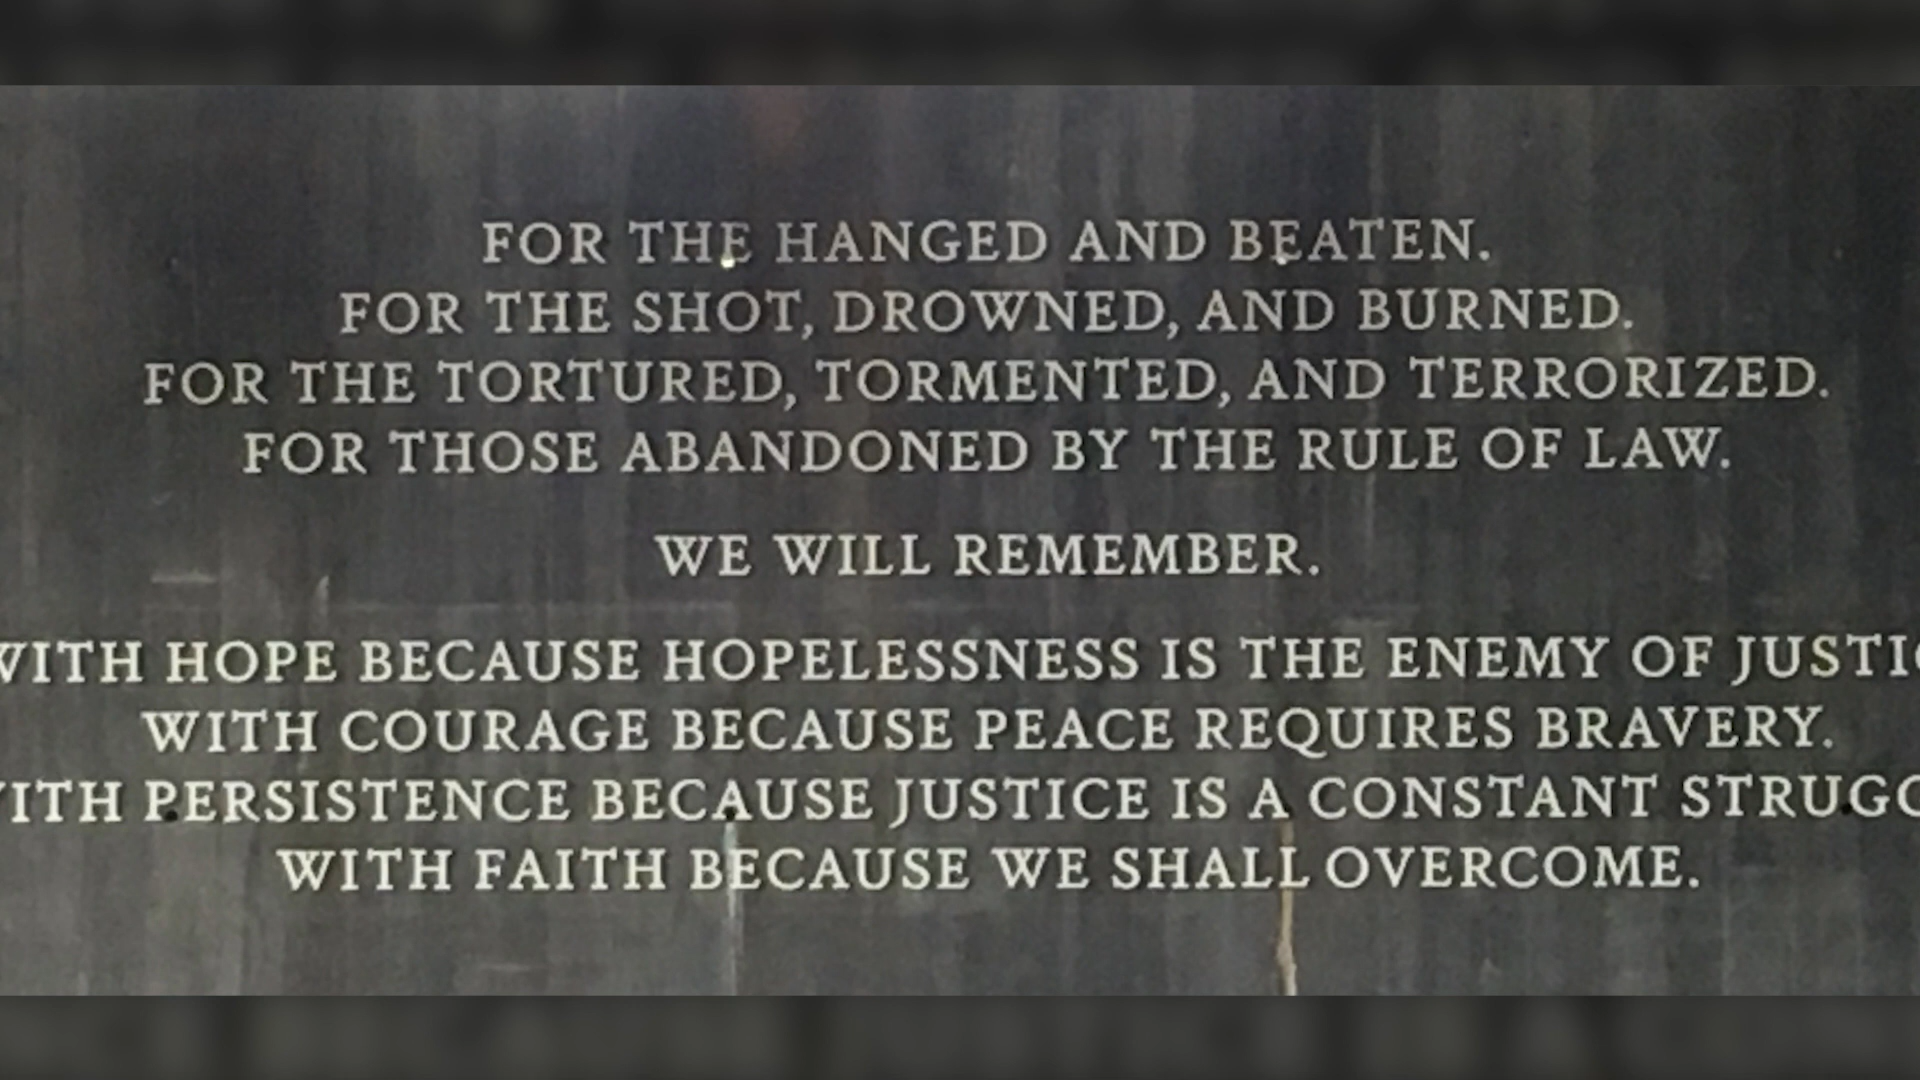 FOR THE HANGED AND BEATEN.
FOR THE SHOT, DROWNED, AND BURNED.
FOR THE TORTURED, TORMENTED, AND TERRORIZED.
FOR THOSE ABANDONED BY THE RULE OF LAW.
WE WILL REMEMBER.
WITH HOPE BECAUSE HOPELESSNESS IS THE ENEMY OF
WITH COURAGE BECAUSE PEACE REQUIRES BRAVERY.
PERSISTENCE BECAUSE JUSTICE IS A CONSTANT
WITH FAITH BECAUSE WE SHALL OVERCOME.